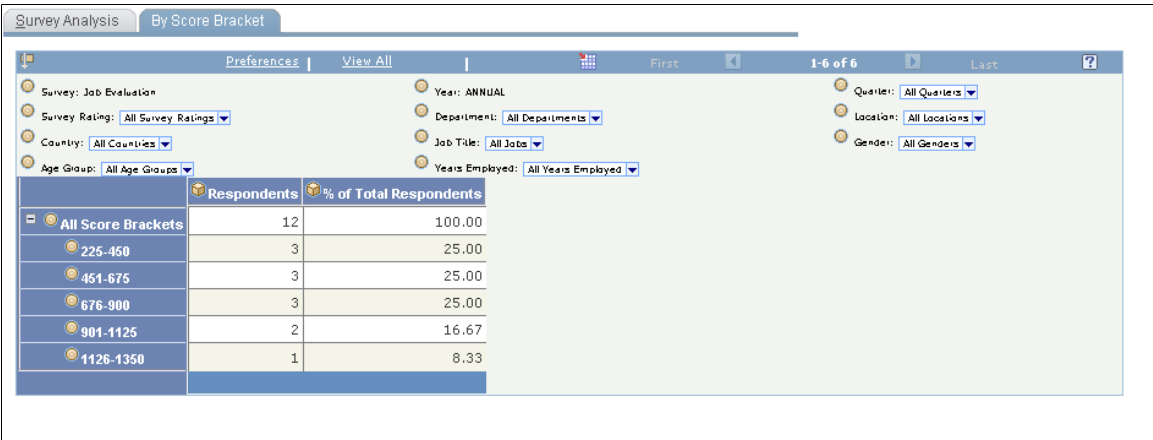 Survey Analysis By Score Bracket
Preferences | View All | First 1-6 of 6 Last ?
Survey: Job Evaluation Year: ANNUAL Quarter: All Quarters
Survey Rating: All Survey Ratings Department: All Departments Location: All Locations
Country: All Countries Job Title: All Jobs Gender: All Genders
Age Group: All Age Groups Years Employed: All Years Employed
Respondents % of Total Respondents
All Score Brackets 12 100.00
225-450 3 25.00
451-675 3 25.00
676-900 3 25.00
901-1125 2 16.67
1126-1350 1 8.33